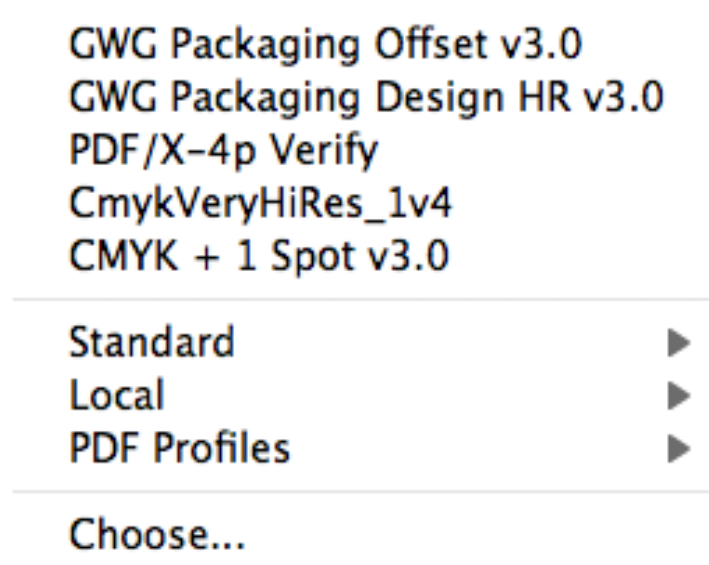 GWG Packaging Offset v3.0
GWG Packaging Design HR v3.0
PDF/X-4p Verify
CmykVeryHiRes_1v4
CMYK + 1 Spot v3.0
Standard
Local
PDF Profiles
Choose...